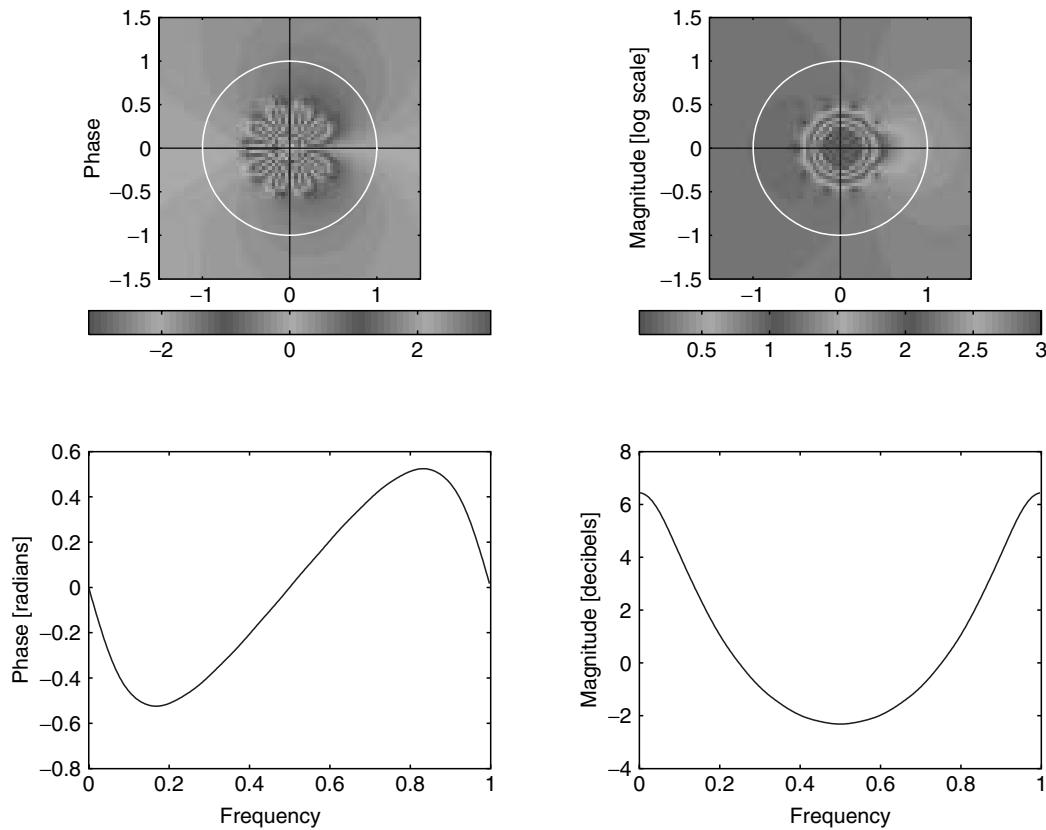 1.5
1
0.5
0
−0.5
−1
−1.5
Phase
−1 0 1
−2 0 2
1.5
1
0.5
0
−0.5
−1
−1.5
Magnitude [log scale]
−1 0 1
0.5 1 1.5 2 2.5 3
0.6
0.4
0.2
0
−0.2
−0.4
−0.6
−0.8
Phase [radians]
0 0.2 0.4 0.6 0.8 1
Frequency
8
6
4
2
0
−2
−4
Magnitude [decibels]
0 0.2 0.4 0.6 0.8 1
Frequency